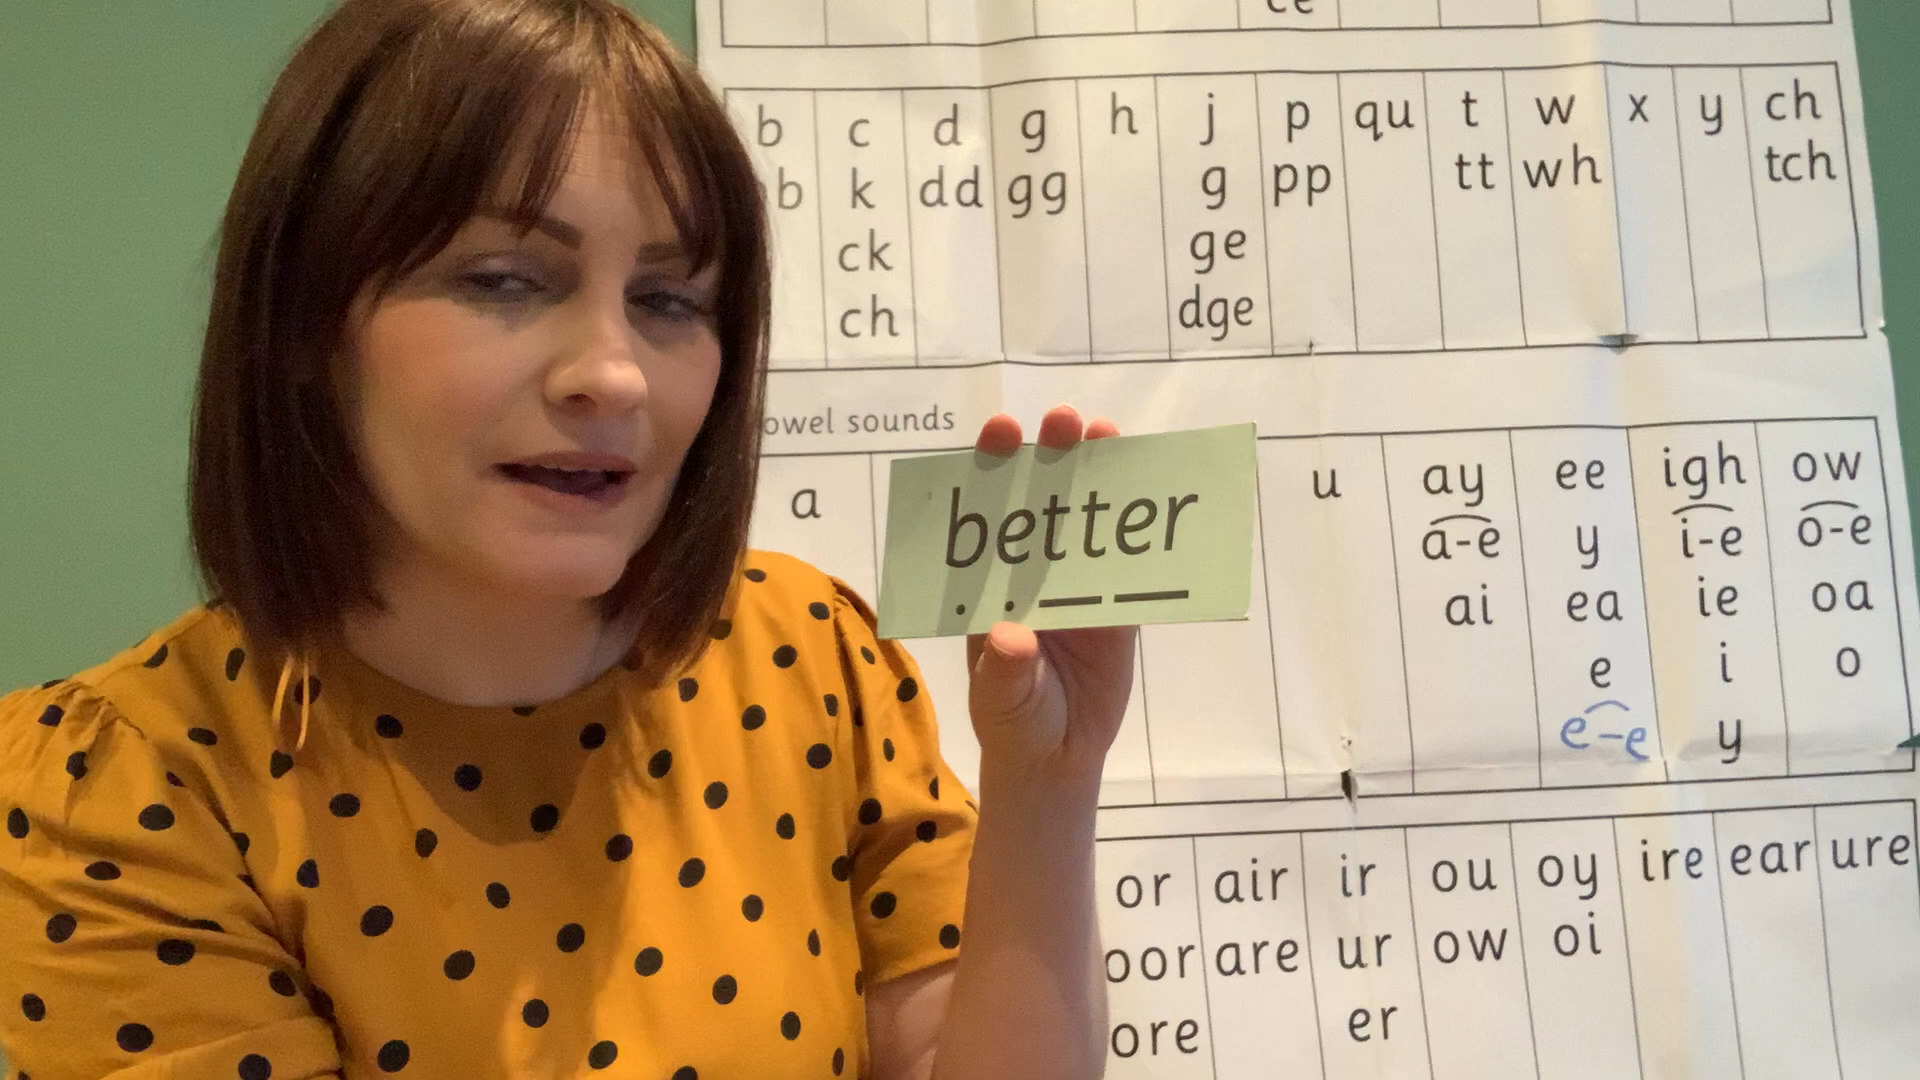 ce
b c d g h j p qu t w x y ch
b k dd gg g pp tt wh tch
ck ge
ch dge
owel sounds
a u ay ee igh ow
better
a-e y i-e o-e
ai ea ie oa
e i o
e-e y
or air ir ou oy ire ear ure
oor are ur ow oi
ore er